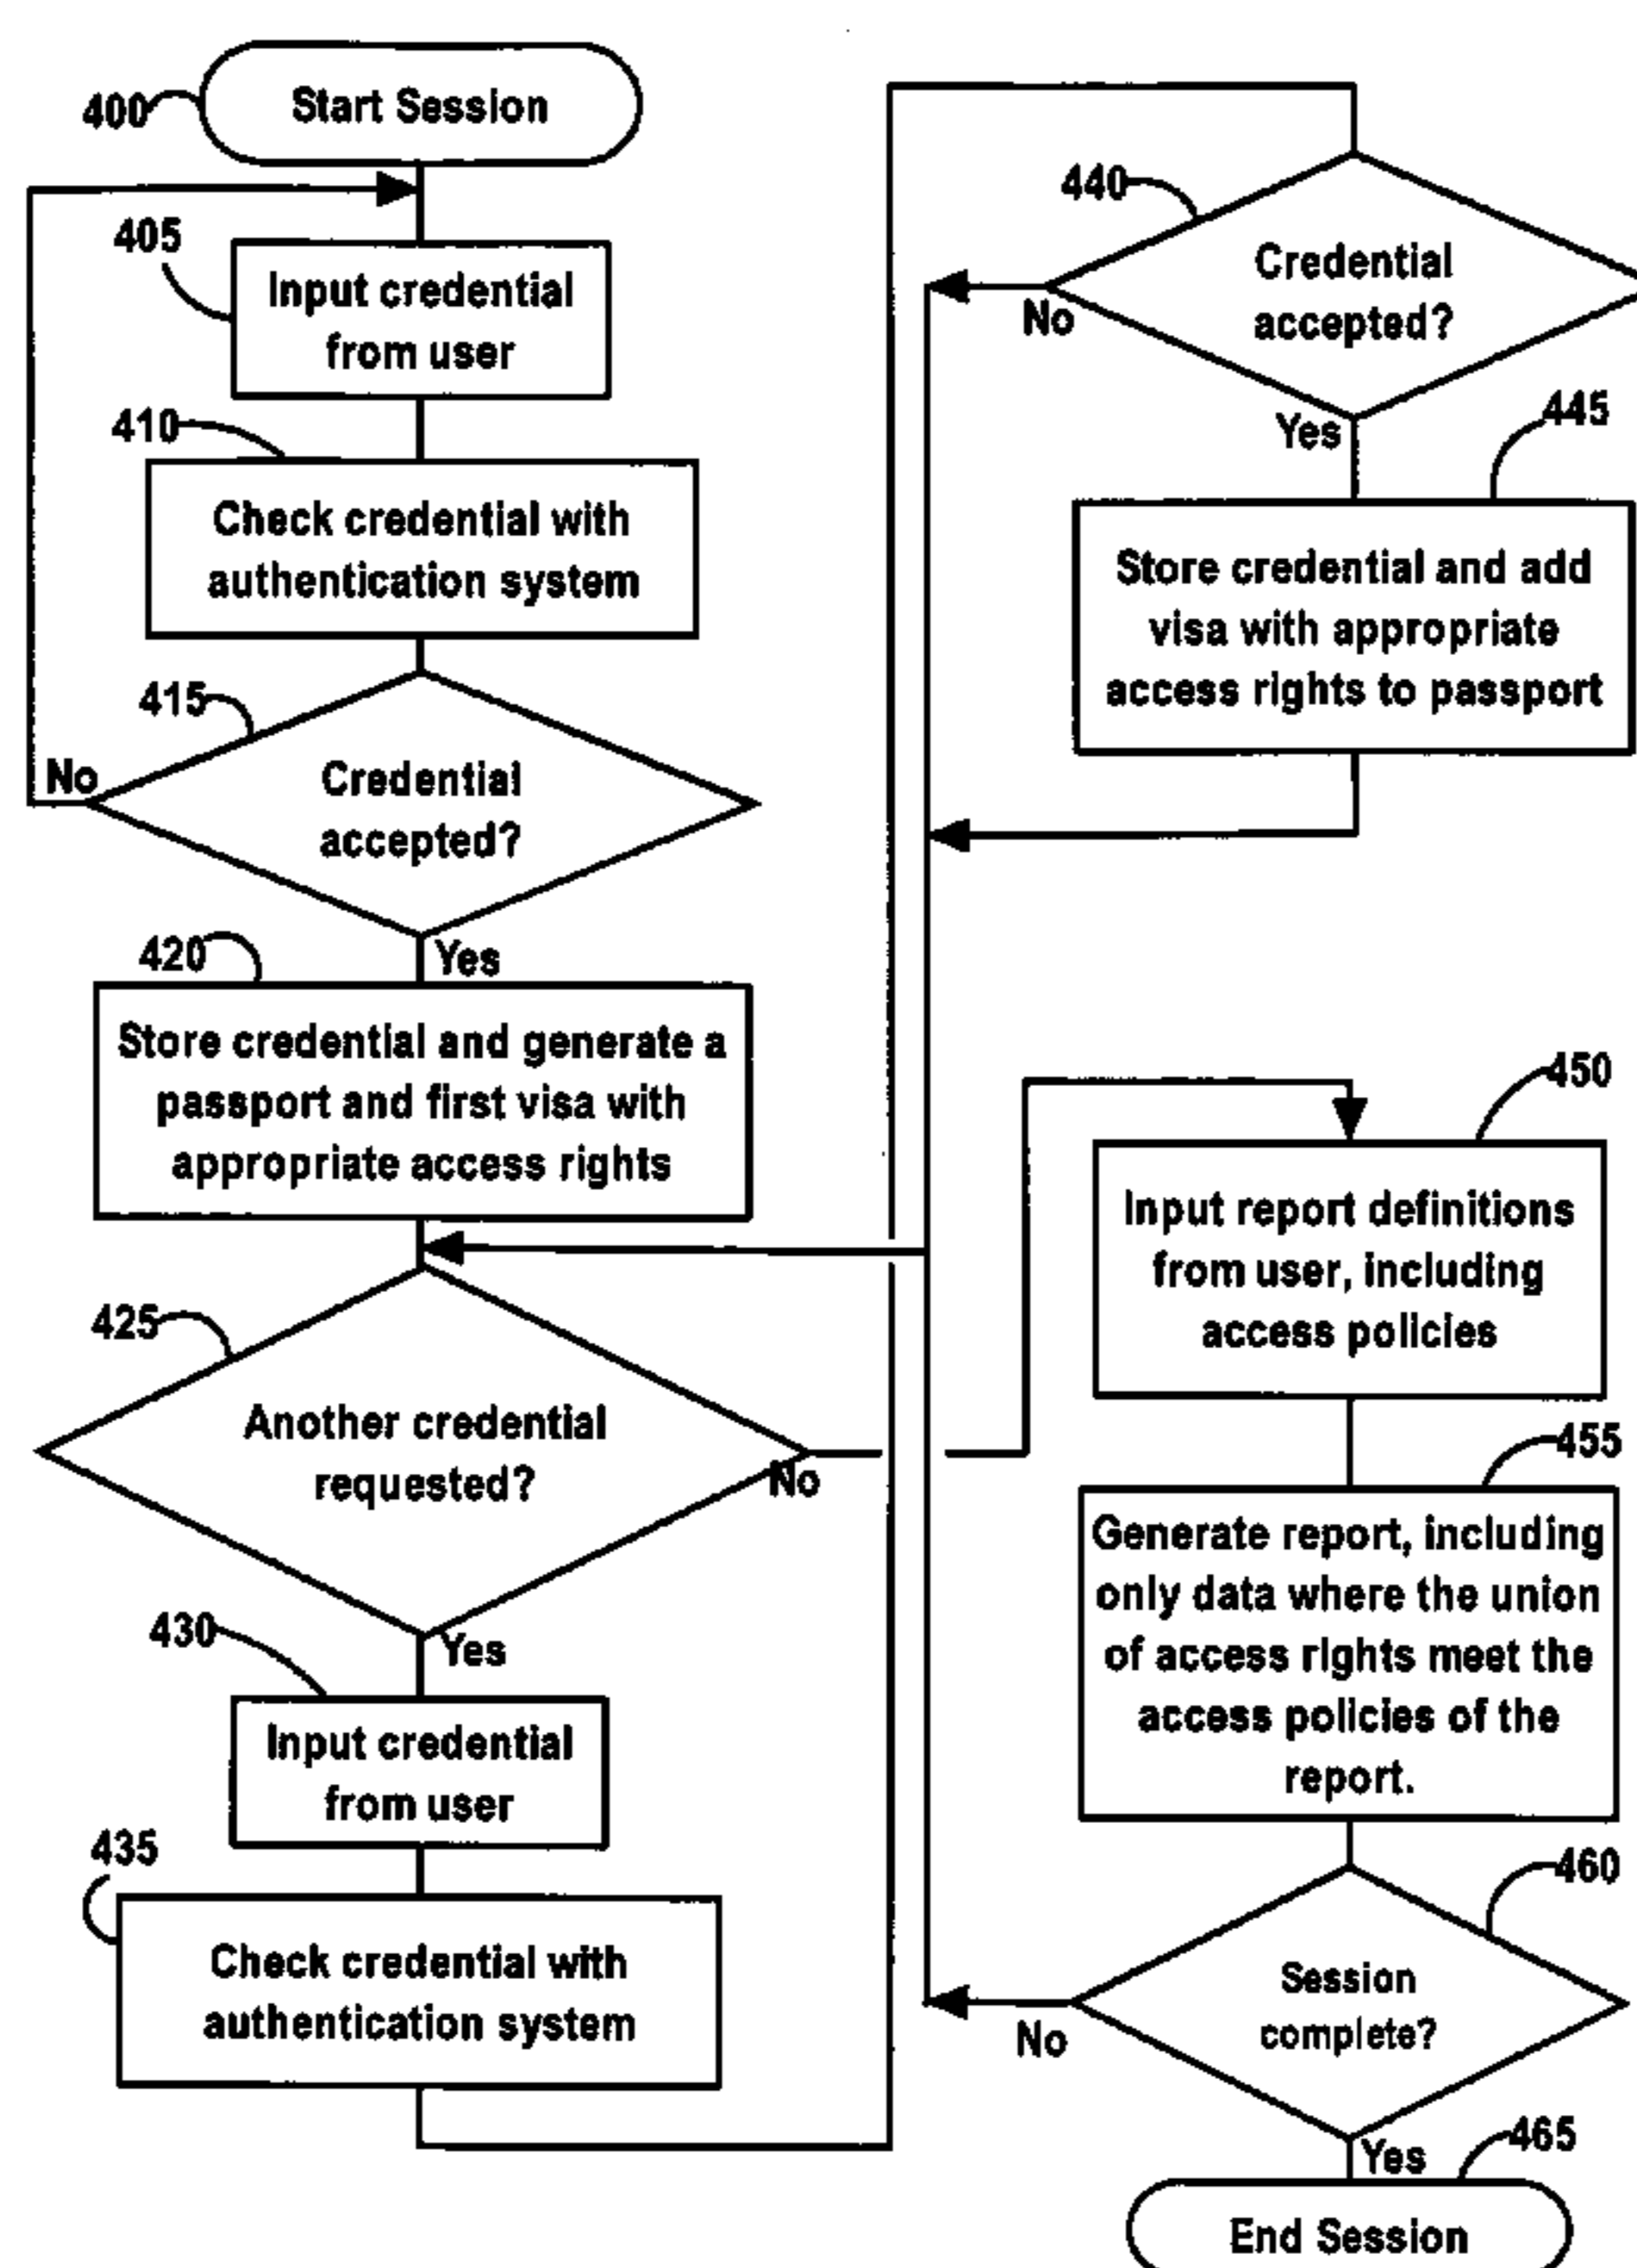 400
Start Session
405
Input credential
from user
410
Check credential with
authentication system
415
Credential
accepted?
No
Yes
420
Store credential and generate a
passport and first visa with
appropriate access rights
425
Another credential
requested?
No
Yes
430
Input credential
from user
435
Check credential with
authentication system
440
Credential
accepted?
No
Yes
445
Store credential and add
visa with appropriate
access rights to passport
450
Input report definitions
from user, including
access policies
455
Generate report, including
only data where the union
of access rights meet the
access policies of the
report.
460
Session
complete?
No
Yes
465
End Session